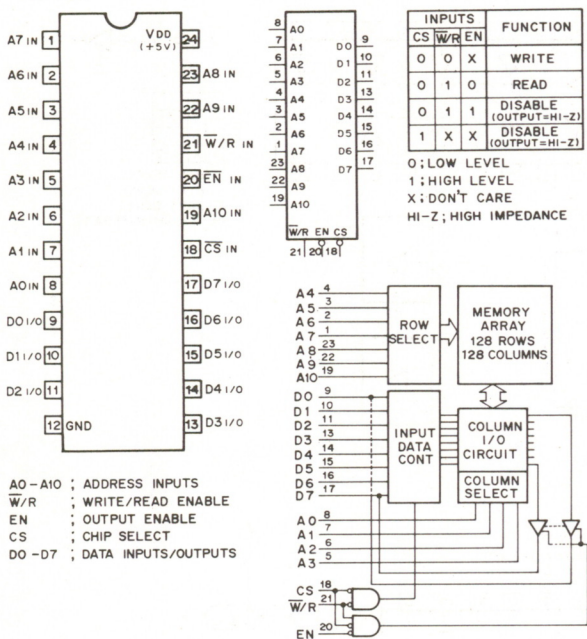 A7 IN 1
A6 IN 2
A5 IN 3
A4 IN 4
A3 IN 5
A2 IN 6
A1 IN 7
A0 IN 8
D0 I/O 9
D1 I/O 10
D2 I/O 11
12 GND
VDD
(+5V)
24
23 A8 IN
22 A9 IN
21 W̅/R IN
20 E̅N̅ IN
19 A10 IN
18 C̅S̅ IN
17 D7 I/O
16 D6 I/O
15 D5 I/O
14 D4 I/O
13 D3 I/O
A0-A10 ; ADDRESS INPUTS
W̅/R ; WRITE/READ ENABLE
EN ; OUTPUT ENABLE
CS ; CHIP SELECT
D0-D7 ; DATA INPUTS/OUTPUTS
8 A0
7 A1
6 A2
5 A3
4 A4
3 A5
2 A6
1 A7
23 A8
22 A9
19 A10
D0 9
D1 10
D2 11
D3 13
D4 14
D5 15
D6 16
D7 17
W̅/R EN CS
21 20 18
INPUTS FUNCTION
CS W̅/R EN
0 0 X WRITE
0 1 0 READ
0 1 1 DISABLE
(OUTPUT=HI-Z)
1 X X DISABLE
(OUTPUT=HI-Z)
0 ; LOW LEVEL
1 ; HIGH LEVEL
X ; DON'T CARE
HI-Z ; HIGH IMPEDANCE
A4 4
A5 3
A6 2
A7 1
A8 23
A9 22
A10 19
ROW
SELECT
MEMORY
ARRAY
128 ROWS
128 COLUMNS
D0 9
D1 10
D2 11
D3 13
D4 14
D5 15
D6 16
D7 17
INPUT
DATA
CONT
COLUMN
I/O
CIRCUIT
COLUMN
SELECT
A0 8
A1 7
A2 6
A3 5
CS 18
W̅/R 21
EN 20